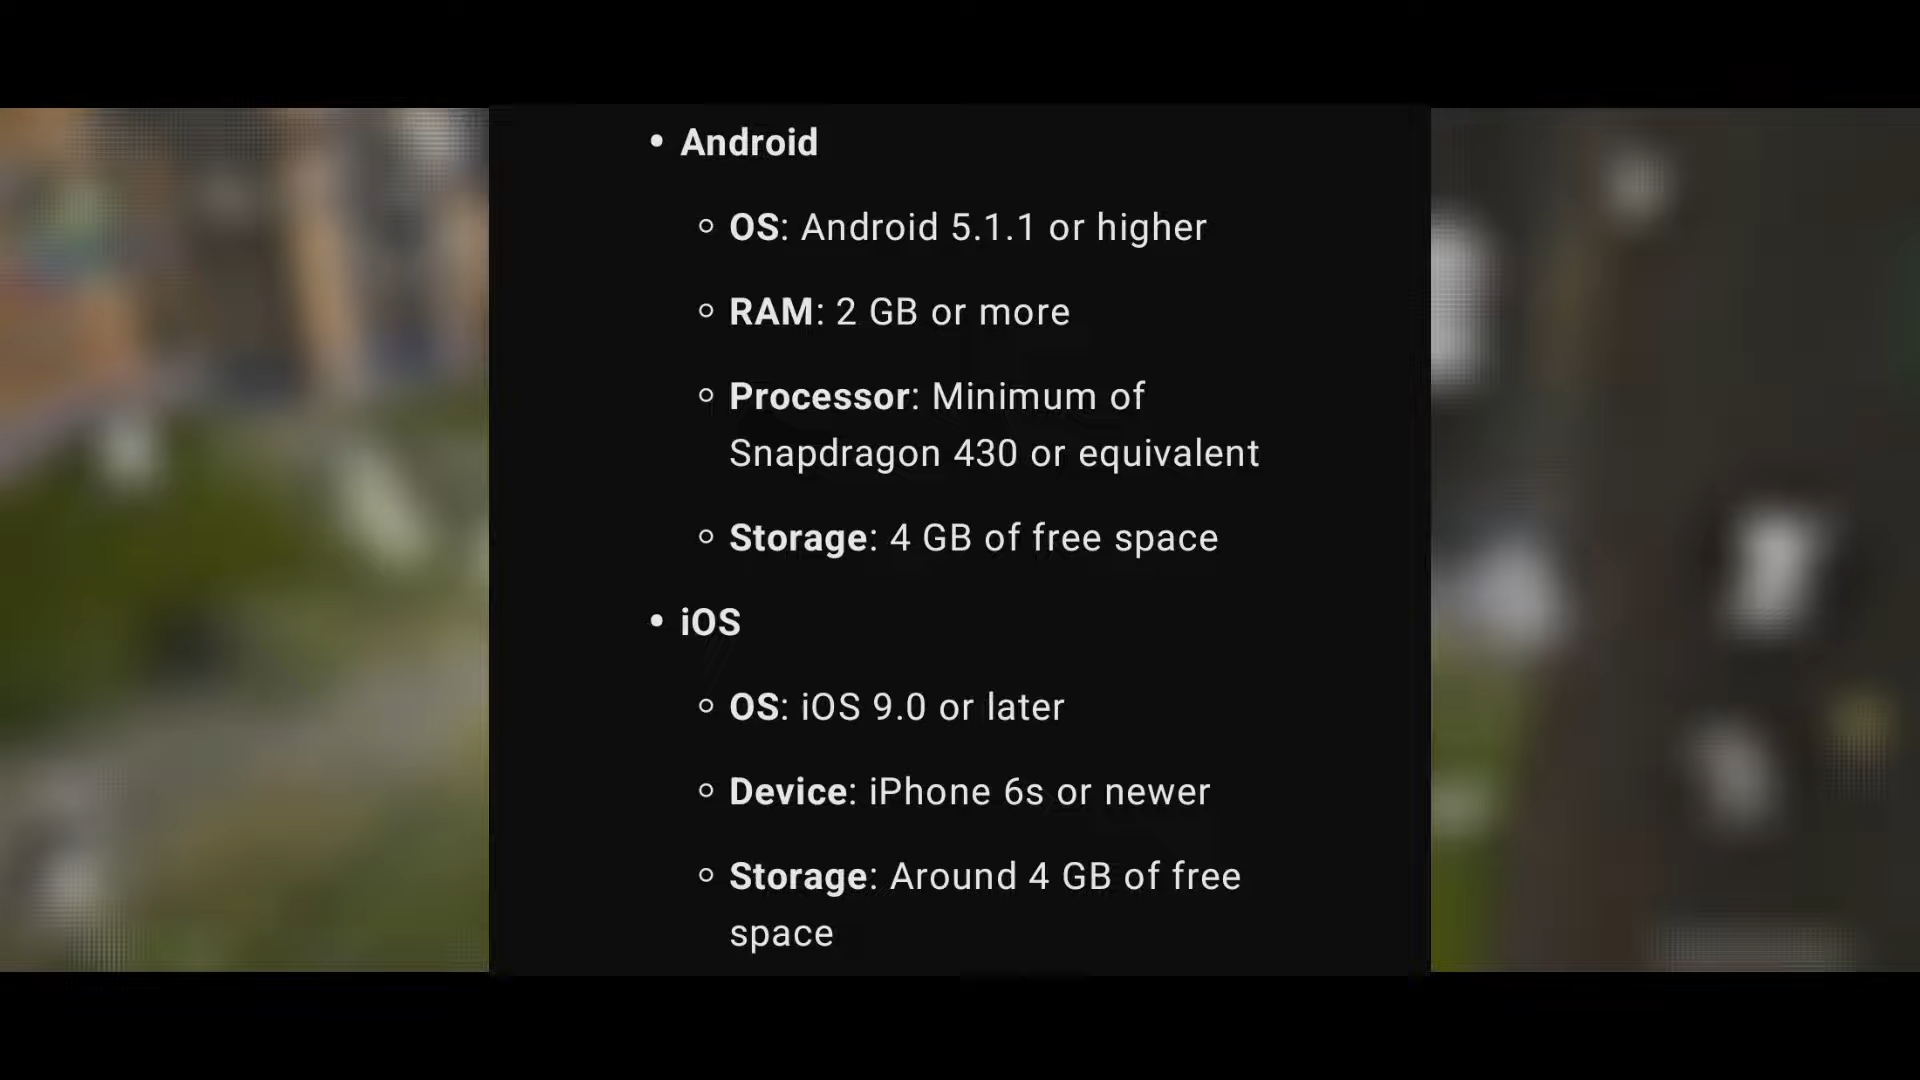 • Android
◦ OS: Android 5.1.1 or higher
◦ RAM: 2 GB or more
◦ Processor: Minimum of
Snapdragon 430 or equivalent
◦ Storage: 4 GB of free space
• iOS
◦ OS: iOS 9.0 or later
◦ Device: iPhone 6s or newer
◦ Storage: Around 4 GB of free
space